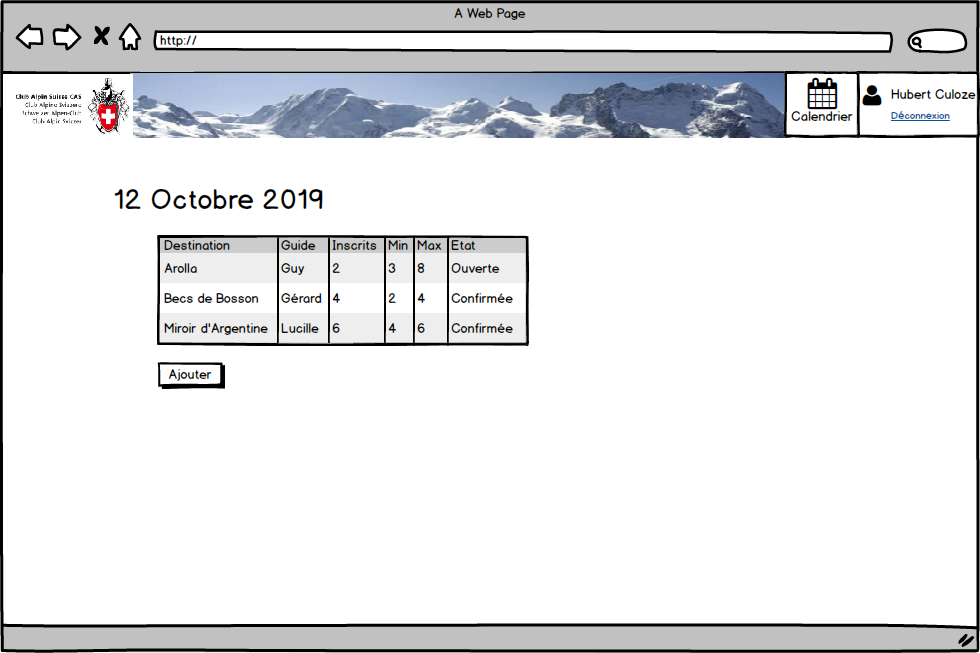 A Web Page
http://
Club Alpin Suisse CAS
Club Alpino Svizzero
Schweizer Alpen-Club
Club Alpin Svizzer
Calendrier
Hubert Culoze
Déconnexion
12 Octobre 2019
Destination Guide Inscrits Min Max Etat
Arolla Guy 2 3 8 Ouverte
Becs de Bosson Gérard 4 2 4 Confirmée
Miroir d'Argentine Lucille 6 4 6 Confirmée
Ajouter